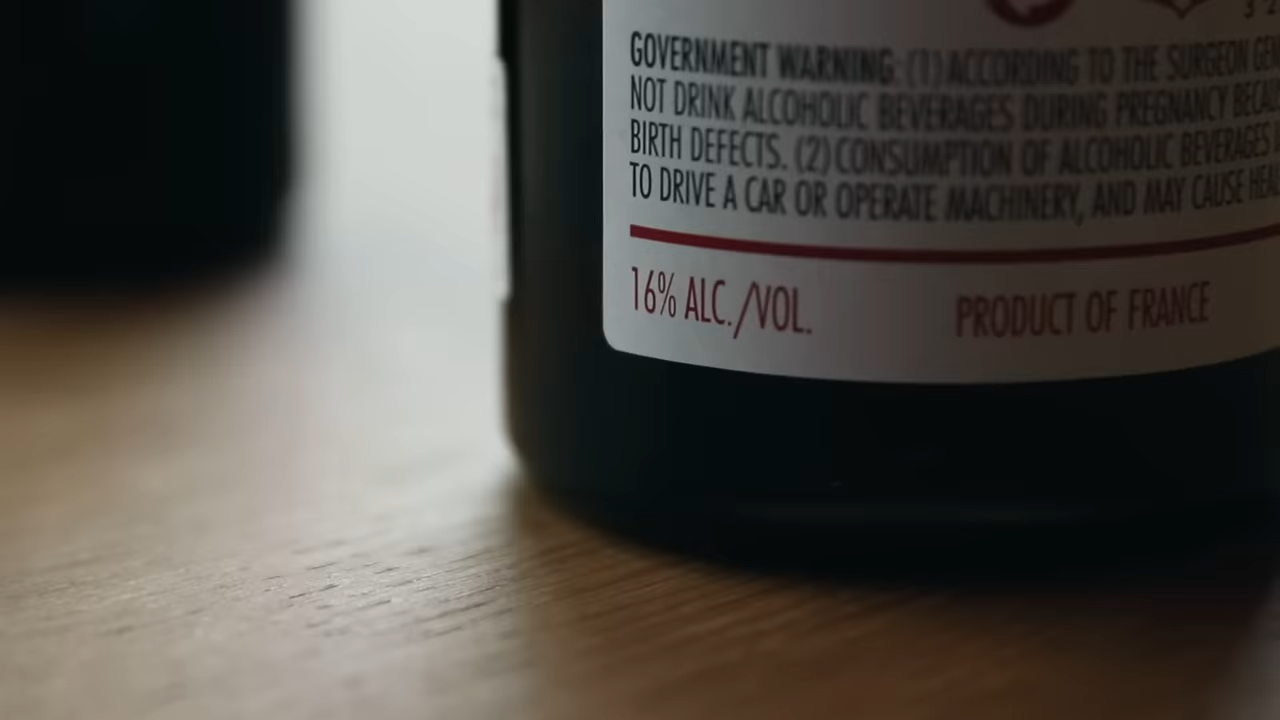 GOVERNMENT WARNING: (1) ACCORDING TO THE SURGEON
NOT DRINK ALCOHOLIC BEVERAGES DURING PREGNANCY
BIRTH DEFECTS. (2) CONSUMPTION OF ALCOHOLIC BEVERAGES
TO DRIVE A CAR OR OPERATE MACHINERY, AND MAY CAUSE
16% ALC./VOL.
PRODUCT OF FRANCE